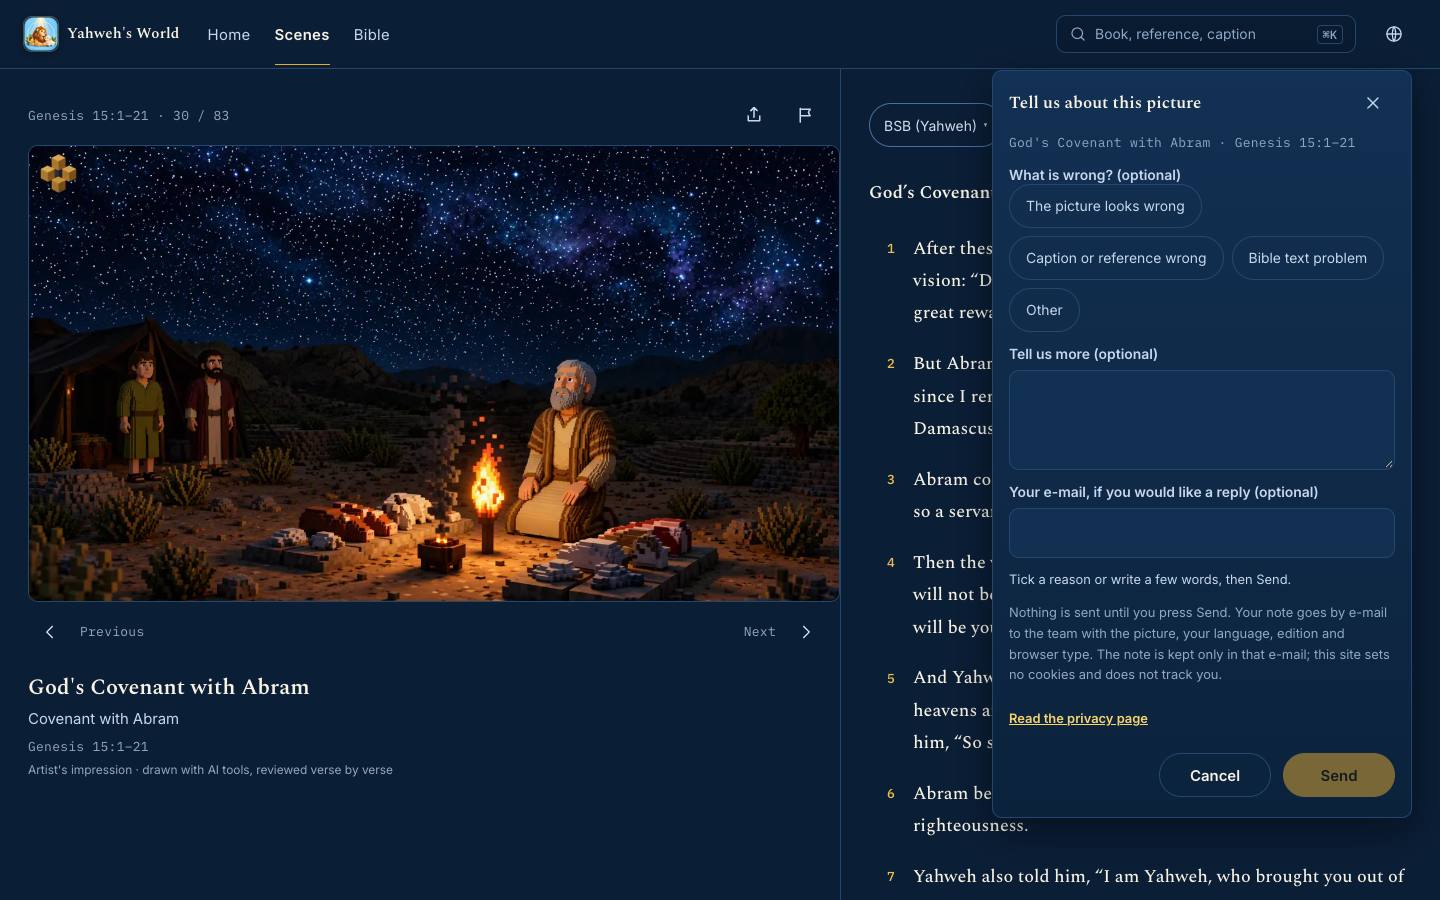 Yahweh's World
Home
Scenes
Bible
Book, reference, caption
⌘K
Genesis 15:1–21 · 30 / 83
Previous
Next
God's Covenant with Abram
Covenant with Abram
Genesis 15:1–21
Artist's impression · drawn with AI tools, reviewed verse by verse
BSB (Yahweh)
God’s Covenant
1 After thes
vision: “D
great rewa
2 But Abran
since I rer
Damascus
3 Abram co
so a servan
4 Then the
will not be
will be you
5 And Yahw
heavens a
him, “So s
6 Abram be
righteousness.
7 Yahweh also told him, “I am Yahweh, who brought you out of
Tell us about this picture
God's Covenant with Abram · Genesis 15:1–21
What is wrong? (optional)
The picture looks wrong
Caption or reference wrong
Bible text problem
Other
Tell us more (optional)
Your e-mail, if you would like a reply (optional)
Tick a reason or write a few words, then Send.
Nothing is sent until you press Send. Your note goes by e-mail
to the team with the picture, your language, edition and
browser type. The note is kept only in that e-mail; this site sets
no cookies and does not track you.
Read the privacy page
Cancel
Send